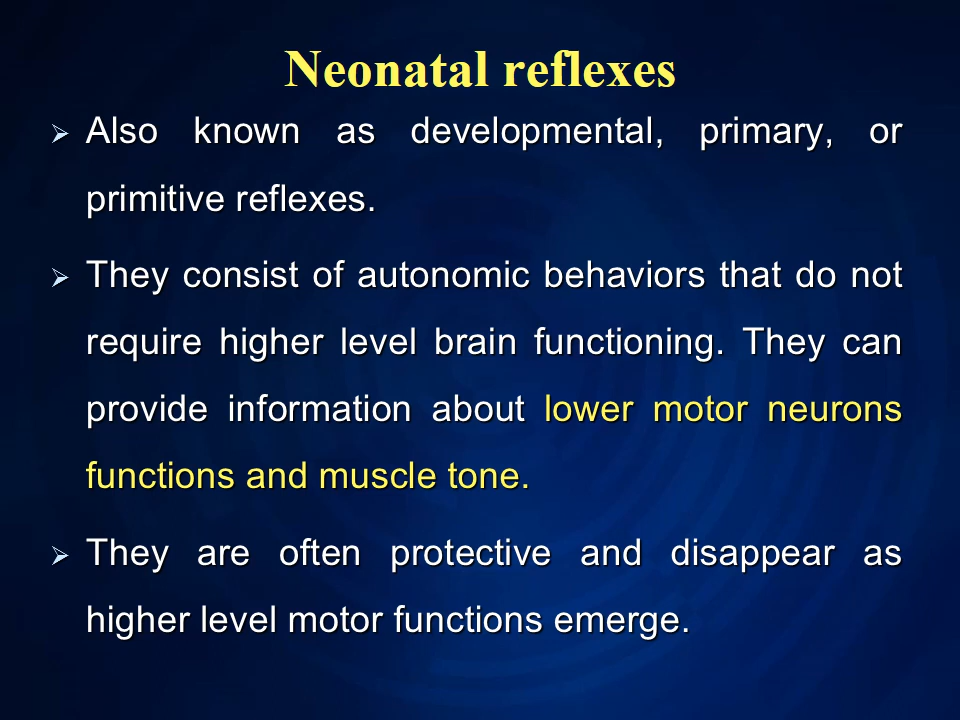 Neonatal reflexes
Also known as developmental, primary, or
primitive reflexes.
They consist of autonomic behaviors that do not
require higher level brain functioning. They can
provide information about lower motor neurons
functions and muscle tone.
They are often protective and disappear as
higher level motor functions emerge.